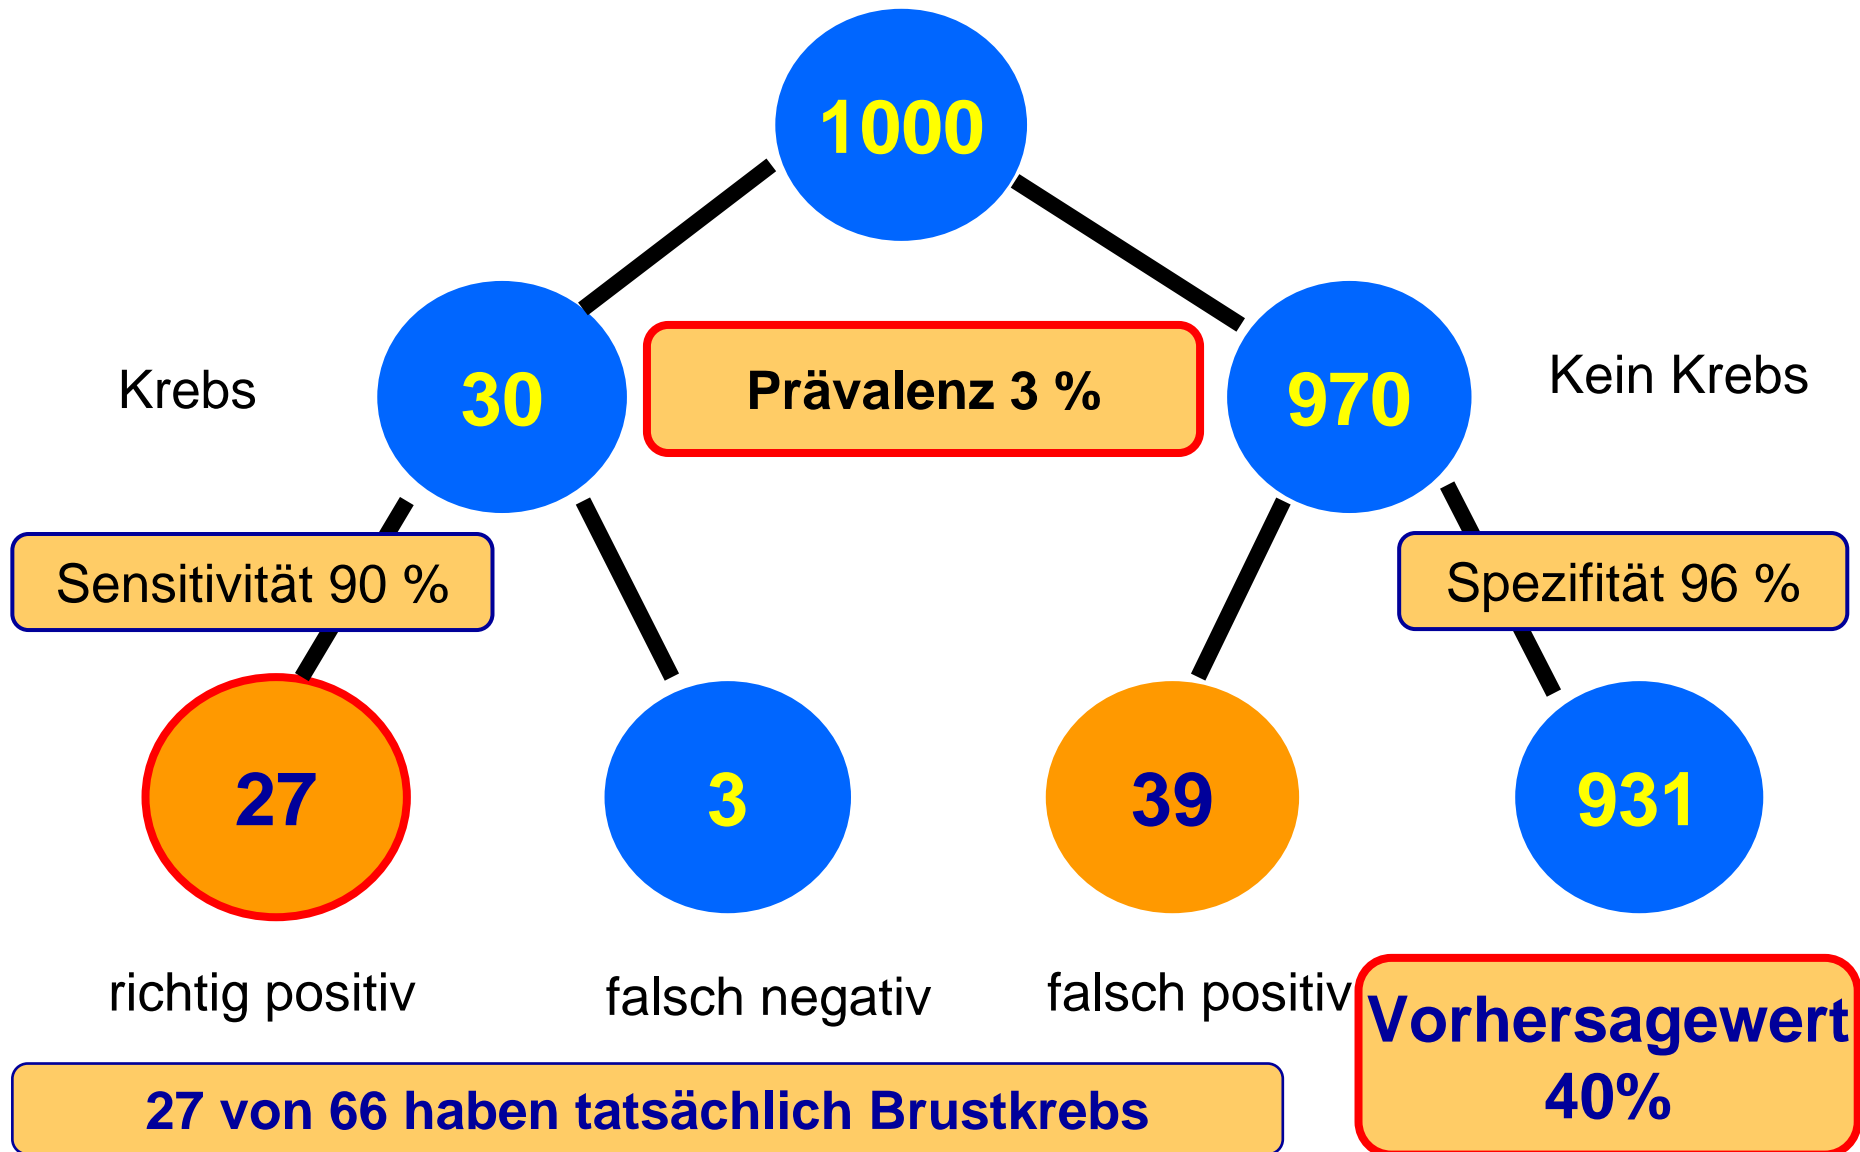 1000
Krebs
30
Prävalenz 3 %
970
Kein Krebs
Sensitivität 90 %
Spezifität 96 %
27
3
39
931
richtig positiv
falsch negativ
falsch positiv
Vorhersagewert
40%
27 von 66 haben tatsächlich Brustkrebs